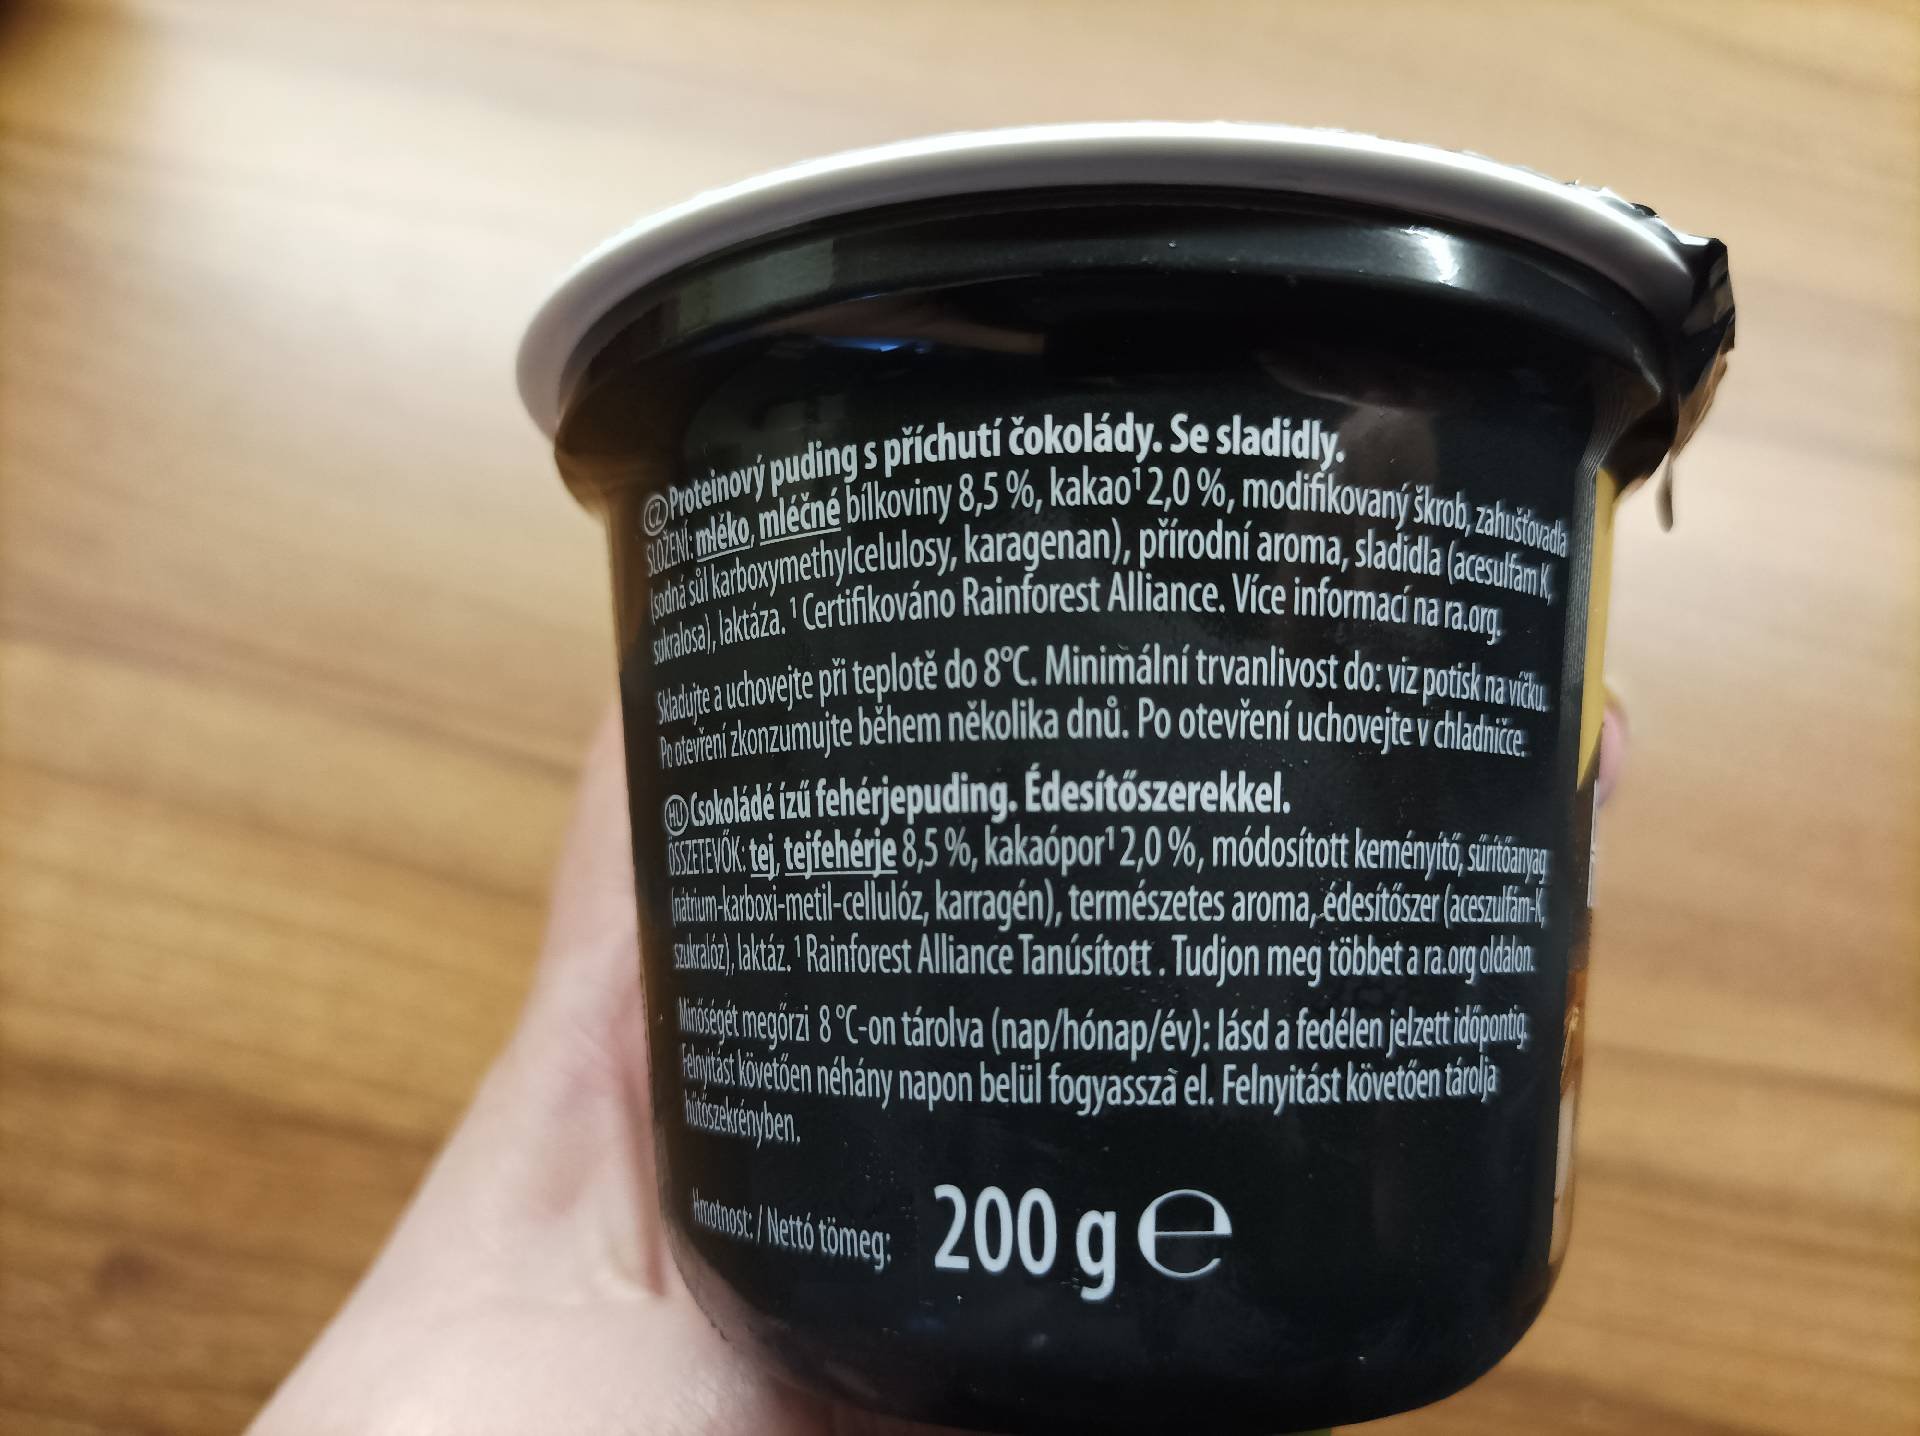 CZ Proteinový puding s příchutí čokolády. Se sladidly.
SLOŽENÍ: mléko, mléčné bílkoviny 8,5 %, kakao¹ 2,0 %, modifikovaný škrob, zahušťovadla
(sodná sůl karboxymethylcelulosy, karagenan), přírodní aroma, sladidla (acesulfam K,
sukralosa), laktáza. ¹ Certifikováno Rainforest Alliance. Více informací na ra.org.
Skladujte a uchovejte při teplotě do 8°C. Minimální trvanlivost do: viz potisk na víčku.
Po otevření zkonzumujte během několika dnů. Po otevření uchovejte v chladničce.
HU Csokoládé ízű fehérjepuding. Édesítőszerekkel.
ÖSSZETEVŐK: tej, tejfehérje 8,5 %, kakaópor¹ 2,0 %, módosított keményítő, sűrítőanyag
(nátrium-karboxi-metil-cellulóz, karragén), természetes aroma, édesítőszer (aceszulfám-K,
szukralóz), laktáz. ¹ Rainforest Alliance Tanúsított . Tudjon meg többet a ra.org oldalon.
Minőségét megőrzi 8 °C-on tárolva (nap/hónap/év): lásd a fedélen jelzett időpontig.
Felnyitást követően néhány napon belül fogyassza el. Felnyitást követően tárolja
hűtőszekrényben.
Hmotnost: / Nettó tömeg: 200 g ℮